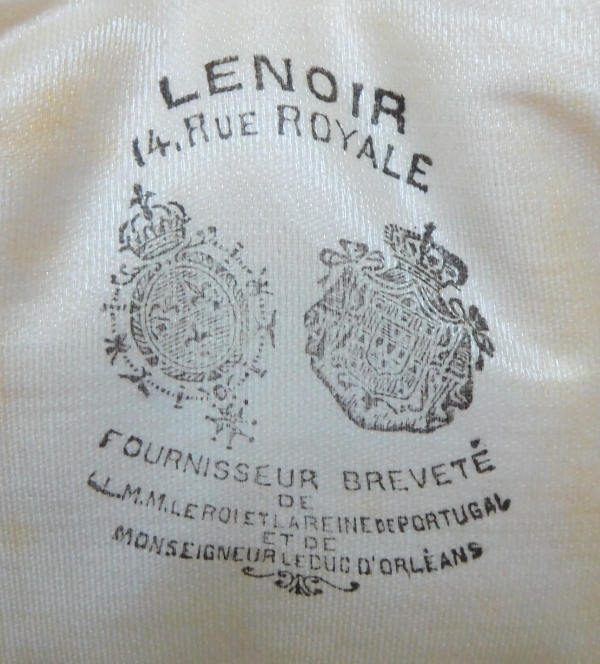 LENOIR
14, RUE ROYALE
FOURNISSEUR BREVETÉ
DE
LL.M.M. LE ROI ET LA REINE DE PORTUGAL
ET DE
MONSEIGNEUR LE DUC D'ORLÉANS